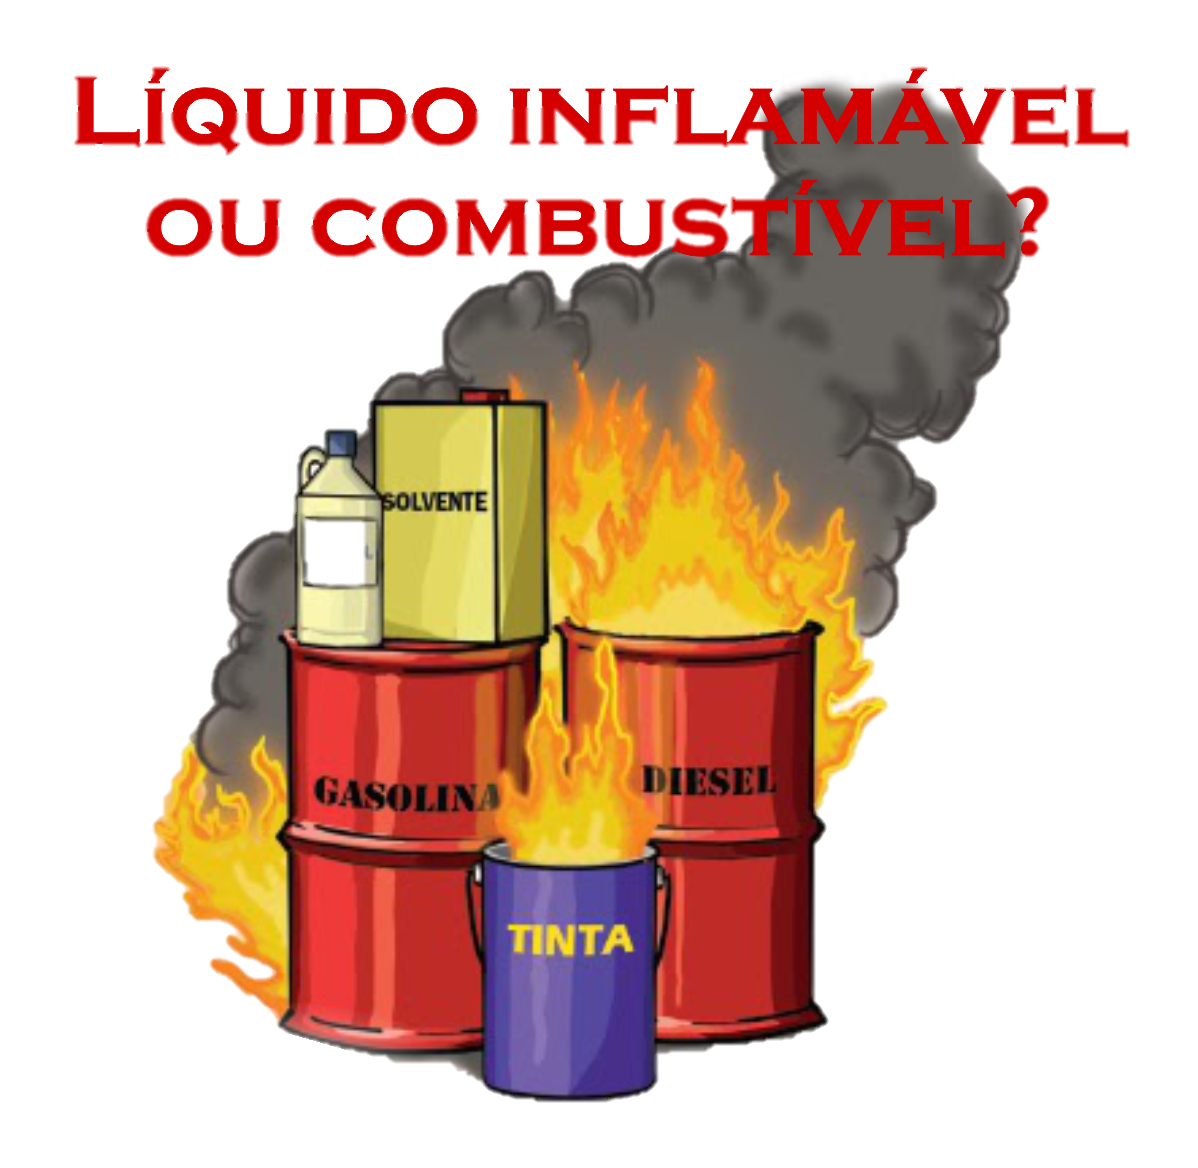 LÍQUIDO INFLAMÁVEL
OU COMBUSTÍVEL?
SOLVENTE
GASOLINA
DIESEL
TINTA